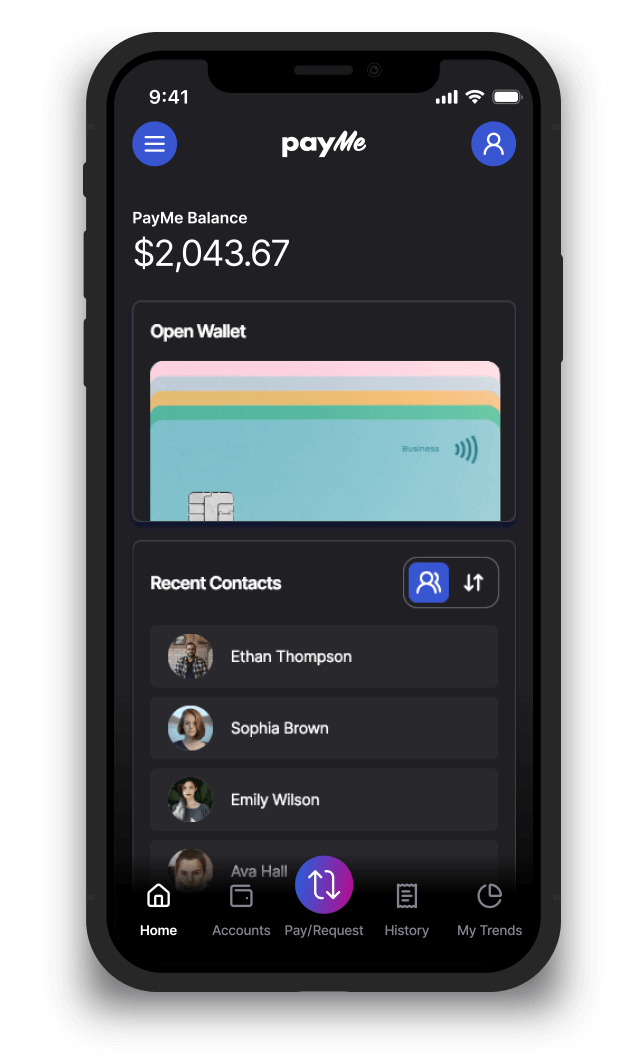 9:41
payMe
PayMe Balance
$2,043.67
Open Wallet
Business
Recent Contacts
Ethan Thompson
Sophia Brown
Emily Wilson
Ava Hall
Home Accounts Pay/Request History My Trends